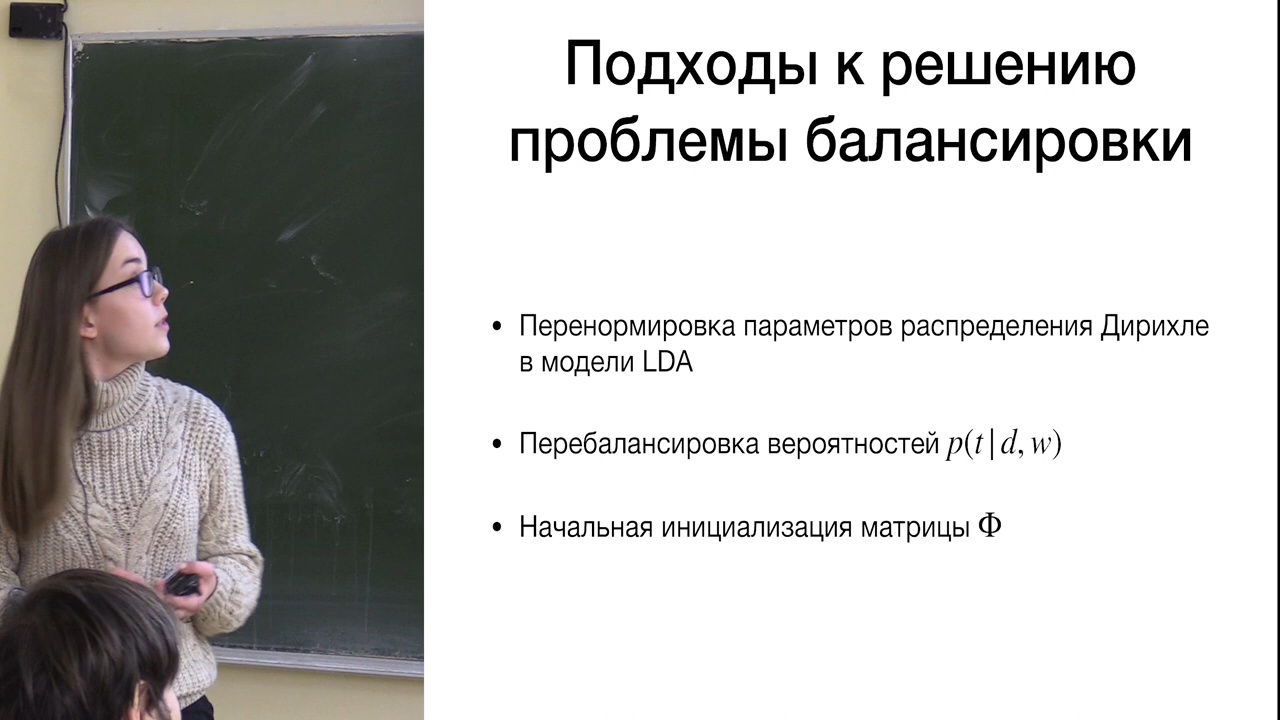 Подходы к решению
проблемы балансировки
• Перенормировка параметров распределения Дирихле
в модели LDA
• Перебалансировка вероятностей p(t | d, w)
• Начальная инициализация матрицы Φ